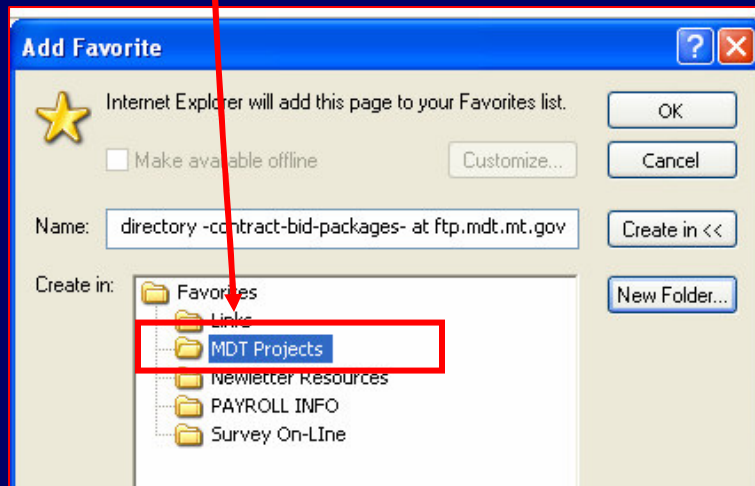 Add Favorite
Internet Explorer will add this page to your Favorites list.
OK
Make available offline
Customize...
Cancel
Name:
directory -contract-bid-packages- at ftp.mdt.mt.gov
Create in <<
Create in:
Favorites
New Folder...
Links
MDT Projects
Newletter Resources
PAYROLL INFO
Survey On-LIne